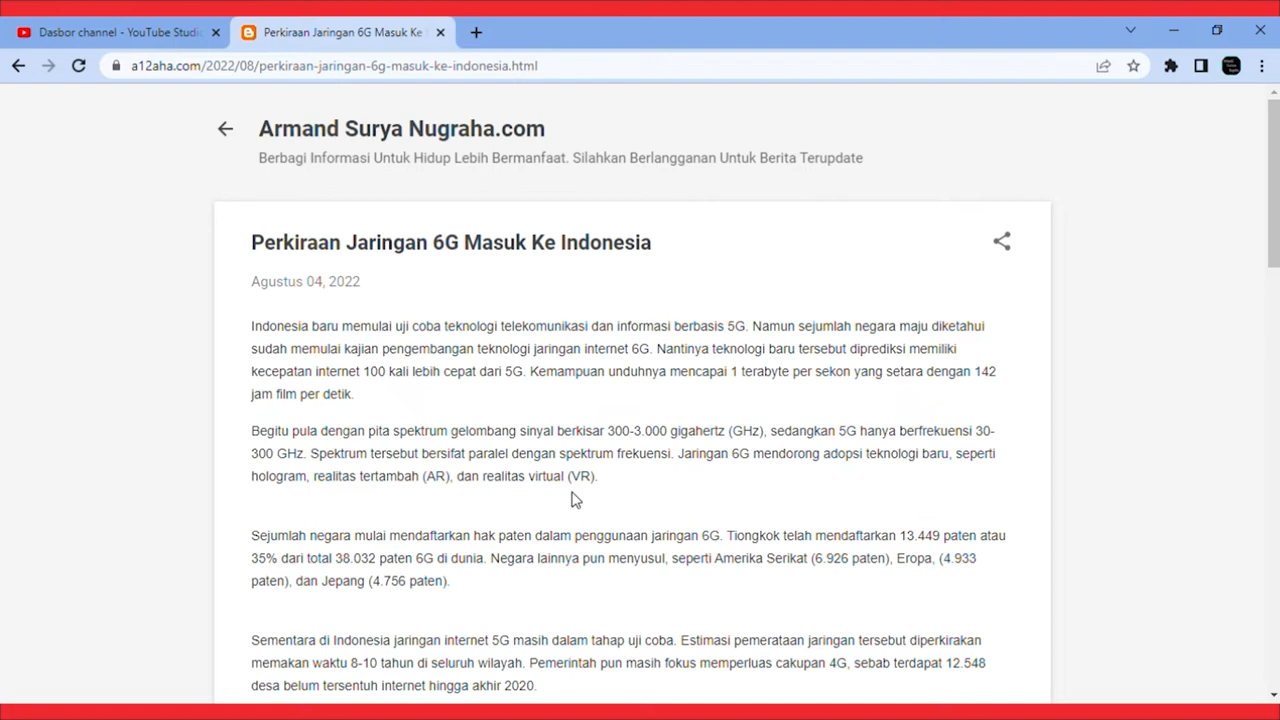 Dasbor channel - YouTube Studi
Perkiraan Jaringan 6G Masuk Ke
a12aha.com/2022/08/perkiraan-jaringan-6g-masuk-ke-indonesia.html
Armand Surya Nugraha.com
Berbagi Informasi Untuk Hidup Lebih Bermanfaat. Silahkan Berlangganan Untuk Berita Terupdate
Perkiraan Jaringan 6G Masuk Ke Indonesia
Agustus 04, 2022
Indonesia baru memulai uji coba teknologi telekomunikasi dan informasi berbasis 5G. Namun sejumlah negara maju diketahui
sudah memulai kajian pengembangan teknologi jaringan internet 6G. Nantinya teknologi baru tersebut diprediksi memiliki
kecepatan internet 100 kali lebih cepat dari 5G. Kemampuan unduhnya mencapai 1 terabyte per sekon yang setara dengan 142
jam film per detik.
Begitu pula dengan pita spektrum gelombang sinyal berkisar 300-3.000 gigahertz (GHz), sedangkan 5G hanya berfrekuensi 30-
300 GHz. Spektrum tersebut bersifat paralel dengan spektrum frekuensi. Jaringan 6G mendorong adopsi teknologi baru, seperti
hologram, realitas tertambah (AR), dan realitas virtual (VR).
Sejumlah negara mulai mendaftarkan hak paten dalam penggunaan jaringan 6G. Tiongkok telah mendaftarkan 13.449 paten atau
35% dari total 38.032 paten 6G di dunia. Negara lainnya pun menyusul, seperti Amerika Serikat (6.926 paten), Eropa, (4.933
paten), dan Jepang (4.756 paten).
Sementara di Indonesia jaringan internet 5G masih dalam tahap uji coba. Estimasi pemerataan jaringan tersebut diperkirakan
memakan waktu 8-10 tahun di seluruh wilayah. Pemerintah pun masih fokus memperluas cakupan 4G, sebab terdapat 12.548
desa belum tersentuh internet hingga akhir 2020.